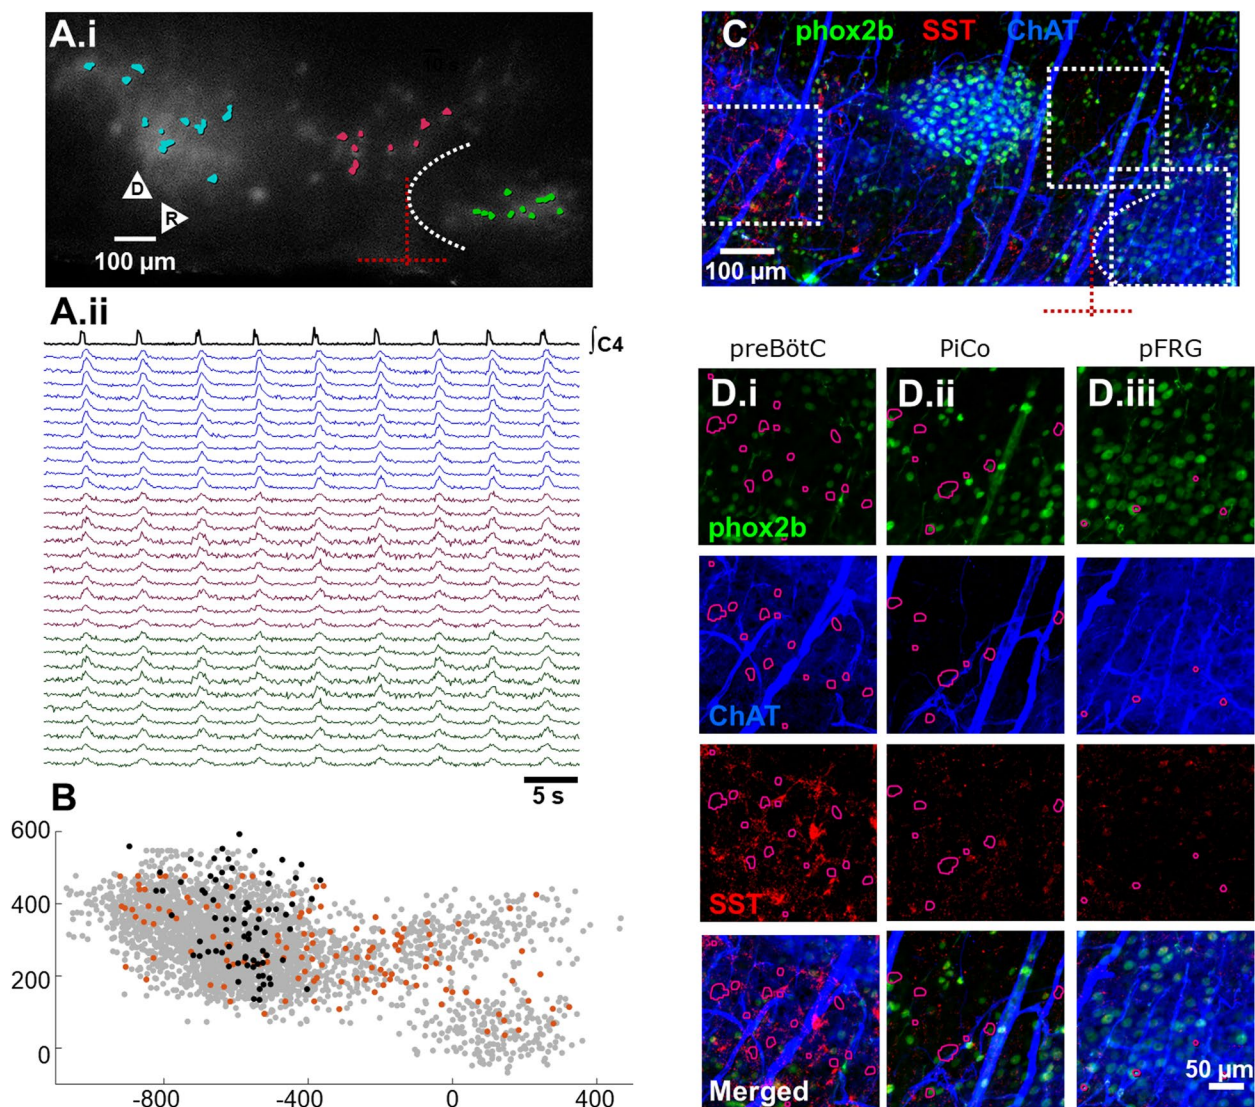 A.i
D
R
100 µm
A.ii
∫C4
5 s
B
600
400
200
0
-800
-400
0
400
C
phox2b SST ChAT
100 µm
preBötC PiCo pFRG
D.i D.ii D.iii
phox2b
ChAT
SST
Merged
50 µm